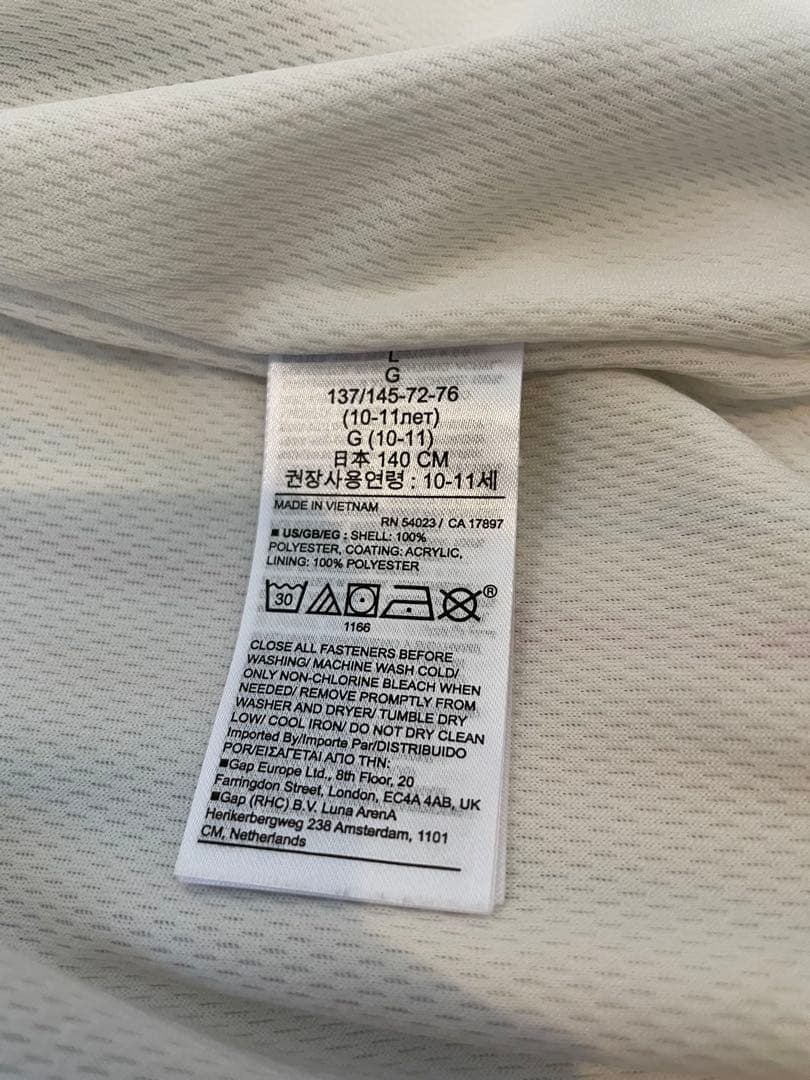 L
G
137/145-72-76
(10-11лет)
G (10-11)
日本 140 CM
권장사용연령 : 10-11세
MADE IN VIETNAM
RN 54023 / CA 17897
■ US/GB/EG : SHELL: 100%
POLYESTER, COATING: ACRYLIC,
LINING: 100% POLYESTER
30 ®
1166
CLOSE ALL FASTENERS BEFORE
WASHING/ MACHINE WASH COLD/
ONLY NON-CHLORINE BLEACH WHEN
NEEDED/ REMOVE PROMPTLY FROM
WASHER AND DRYER/ TUMBLE DRY
LOW/ COOL IRON/ DO NOT DRY CLEAN
Imported By/Importe Par/DISTRIBUIDO
POR/ΕΙΣΑΓΕΤΑΙ ΑΠΟ ΤΗΝ:
■Gap Europe Ltd., 8th Floor, 20
Farringdon Street, London, EC4A 4AB, UK
■Gap (RHC) B.V. Luna ArenA
Herikerbergweg 238 Amsterdam, 1101
CM, Netherlands